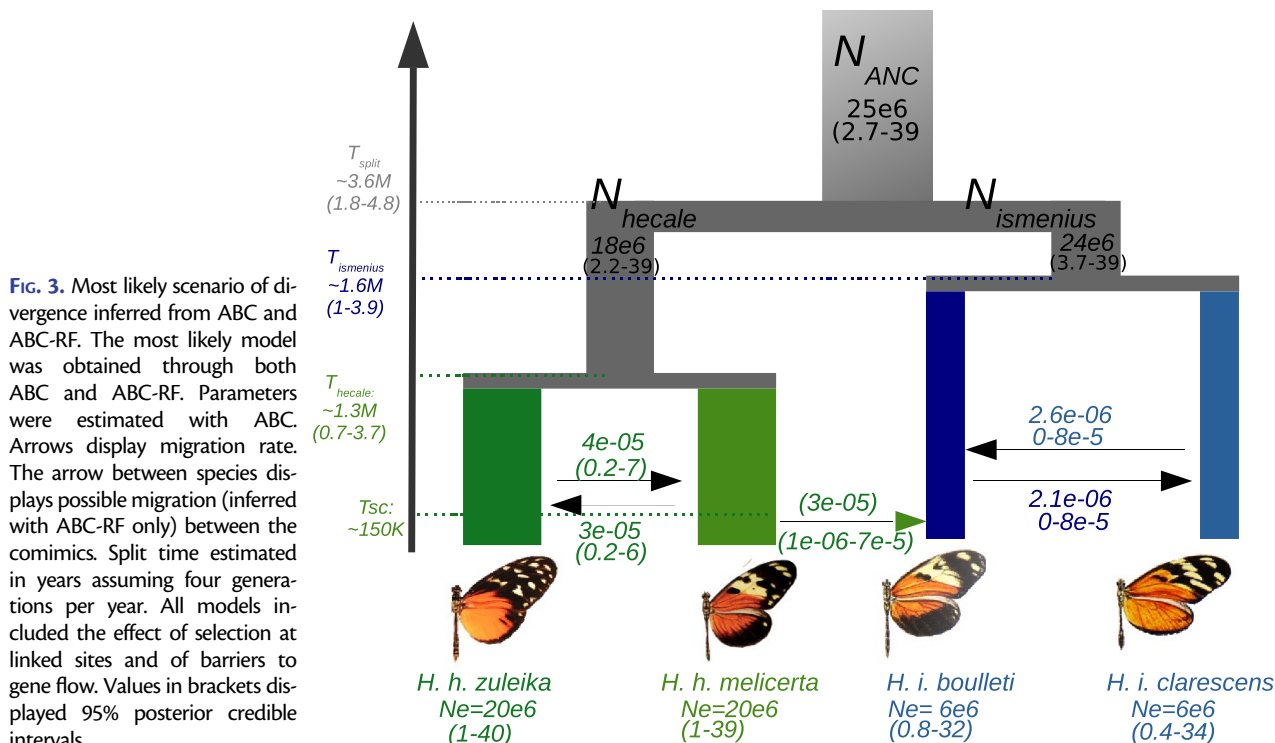 FIG. 3. Most likely scenario of di-
vergence inferred from ABC and
ABC-RF. The most likely model
was obtained through both
ABC and ABC-RF. Parameters
were estimated with ABC.
Arrows display migration rate.
The arrow between species dis-
plays possible migration (inferred
with ABC-RF only) between the
comimics. Split time estimated
in years assuming four genera-
tions per year. All models in-
cluded the effect of selection at
linked sites and of barriers to
gene flow. Values in brackets dis-
played 95% posterior credible
intervals.
N ANC
25e6
(2.7-39
T split
~3.6M
(1.8-4.8)
N hecale
18e6
(2.2-39)
N ismenius
24e6
(3.7-39)
T ismenius
~1.6M
(1-3.9)
T hecale:
~1.3M
(0.7-3.7)
Tsc:
~150K
4e-05
(0.2-7)
3e-05
(0.2-6)
(3e-05)
(1e-06-7e-5)
2.6e-06
0-8e-5
2.1e-06
0-8e-5
H. h. zuleika
Ne=20e6
(1-40)
H. h. melicerta
Ne=20e6
(1-39)
H. i. boulleti
Ne= 6e6
(0.8-32)
H. i. clarescens
Ne=6e6
(0.4-34)